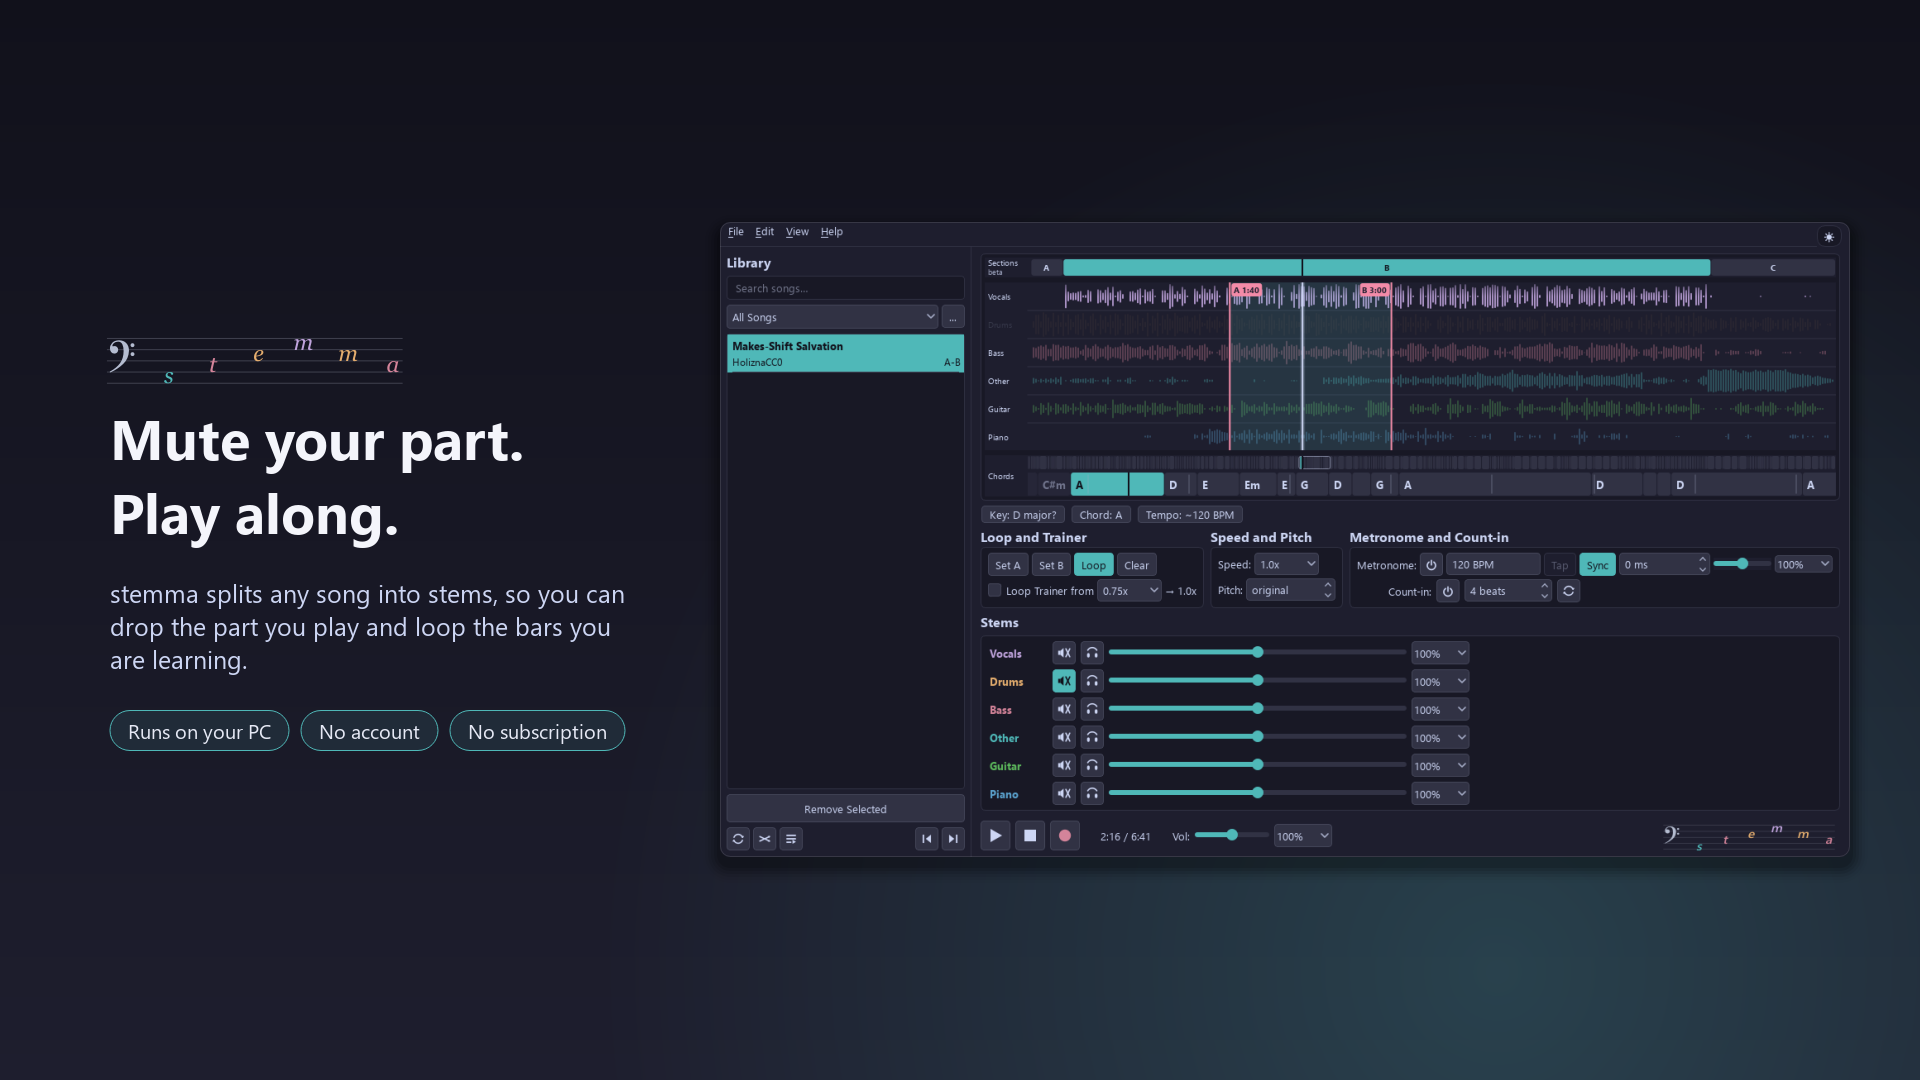 stemma
Mute your part.
Play along.
stemma splits any song into stems, so you can
drop the part you play and loop the bars you
are learning.
Runs on your PC
No account
No subscription
File Edit View Help
Library
Search songs...
All Songs
...
Makes-Shift Salvation
HoliznaCC0 A-B
Remove Selected
Sections
beta
A B C
A 1:40 B 3:00
Vocals
Drums
Bass
Other
Guitar
Piano
Chords
C#m A D E Em E G D G A D D A
Key: D major? Chord: A Tempo: ~120 BPM
Loop and Trainer
Set A Set B Loop Clear
Loop Trainer from 0.75x → 1.0x
Speed and Pitch
Speed: 1.0x
Pitch: original
Metronome and Count-in
Metronome: 120 BPM Tap Sync 0 ms 100%
Count-in: 4 beats
Stems
Vocals 100%
Drums 100%
Bass 100%
Other 100%
Guitar 100%
Piano 100%
2:16 / 6:41 Vol: 100%
stemma